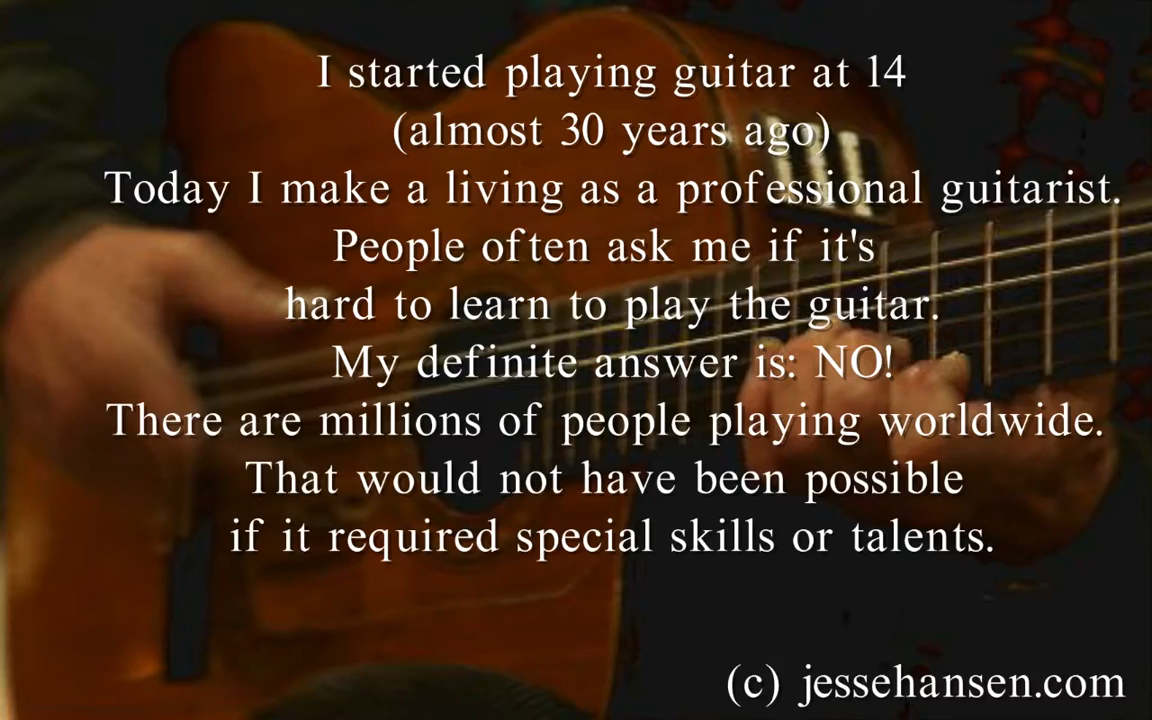 I started playing guitar at 14
(almost 30 years ago)
Today I make a living as a professional guitarist.
People often ask me if it's
hard to learn to play the guitar.
My definite answer is: NO!
There are millions of people playing worldwide.
That would not have been possible
if it required special skills or talents.
(c) jessehansen.com